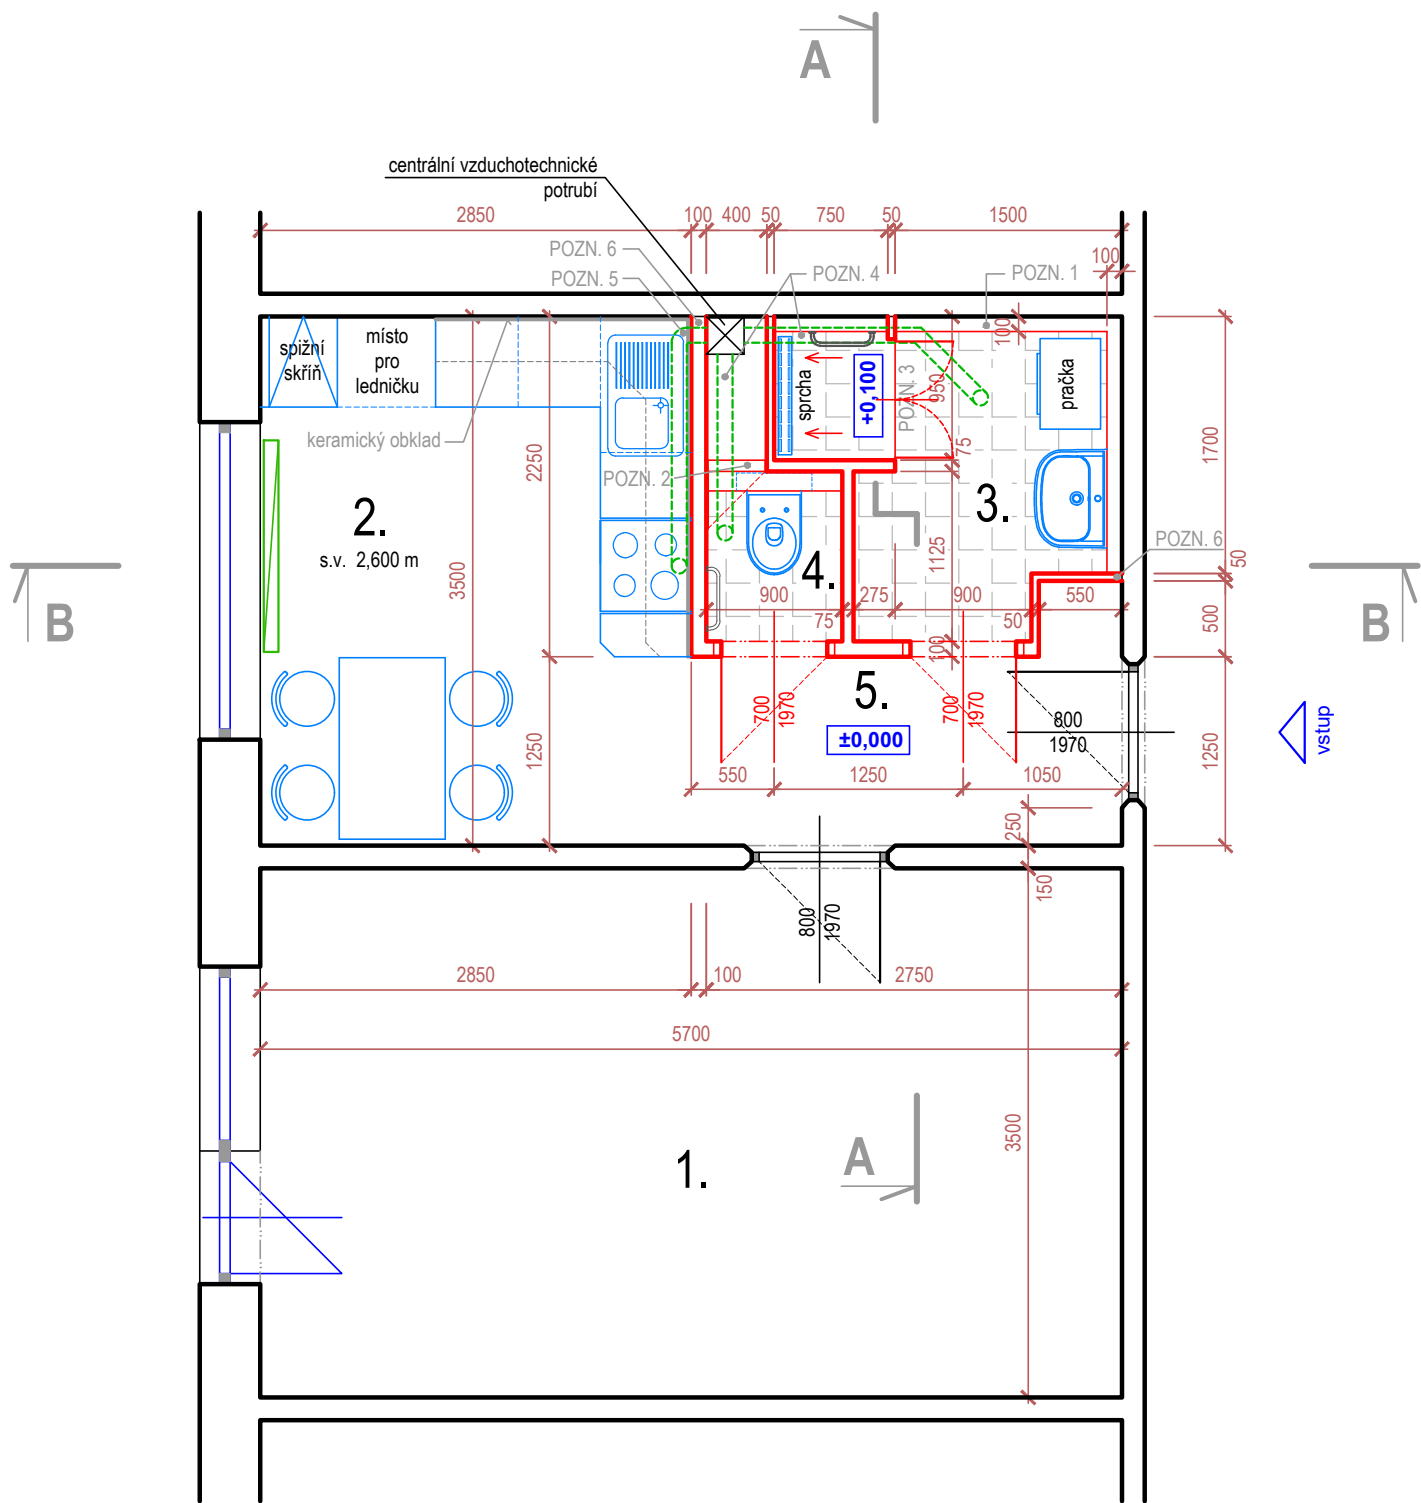 A
centrální vzduchotechnické
potrubí
2850
100
400
50
750
50
1500
POZN. 6
POZN. 5
POZN. 4
POZN. 1
100
spižní
skříň
místo
pro
ledničku
keramický obklad
sprcha
+0,100
POZN. 3
950
100
pračka
75
1700
2250
POZN. 2
2.
s.v. 2,600 m
3500
3.
4.
1125
POZN. 6
50
B
B
900
75
275
900
50
550
500
100
5.
±0,000
700
1970
700
1970
800
1970
vstup
1250
1250
550
1250
1050
250
150
800
1970
2850
100
2750
5700
3500
1.
A